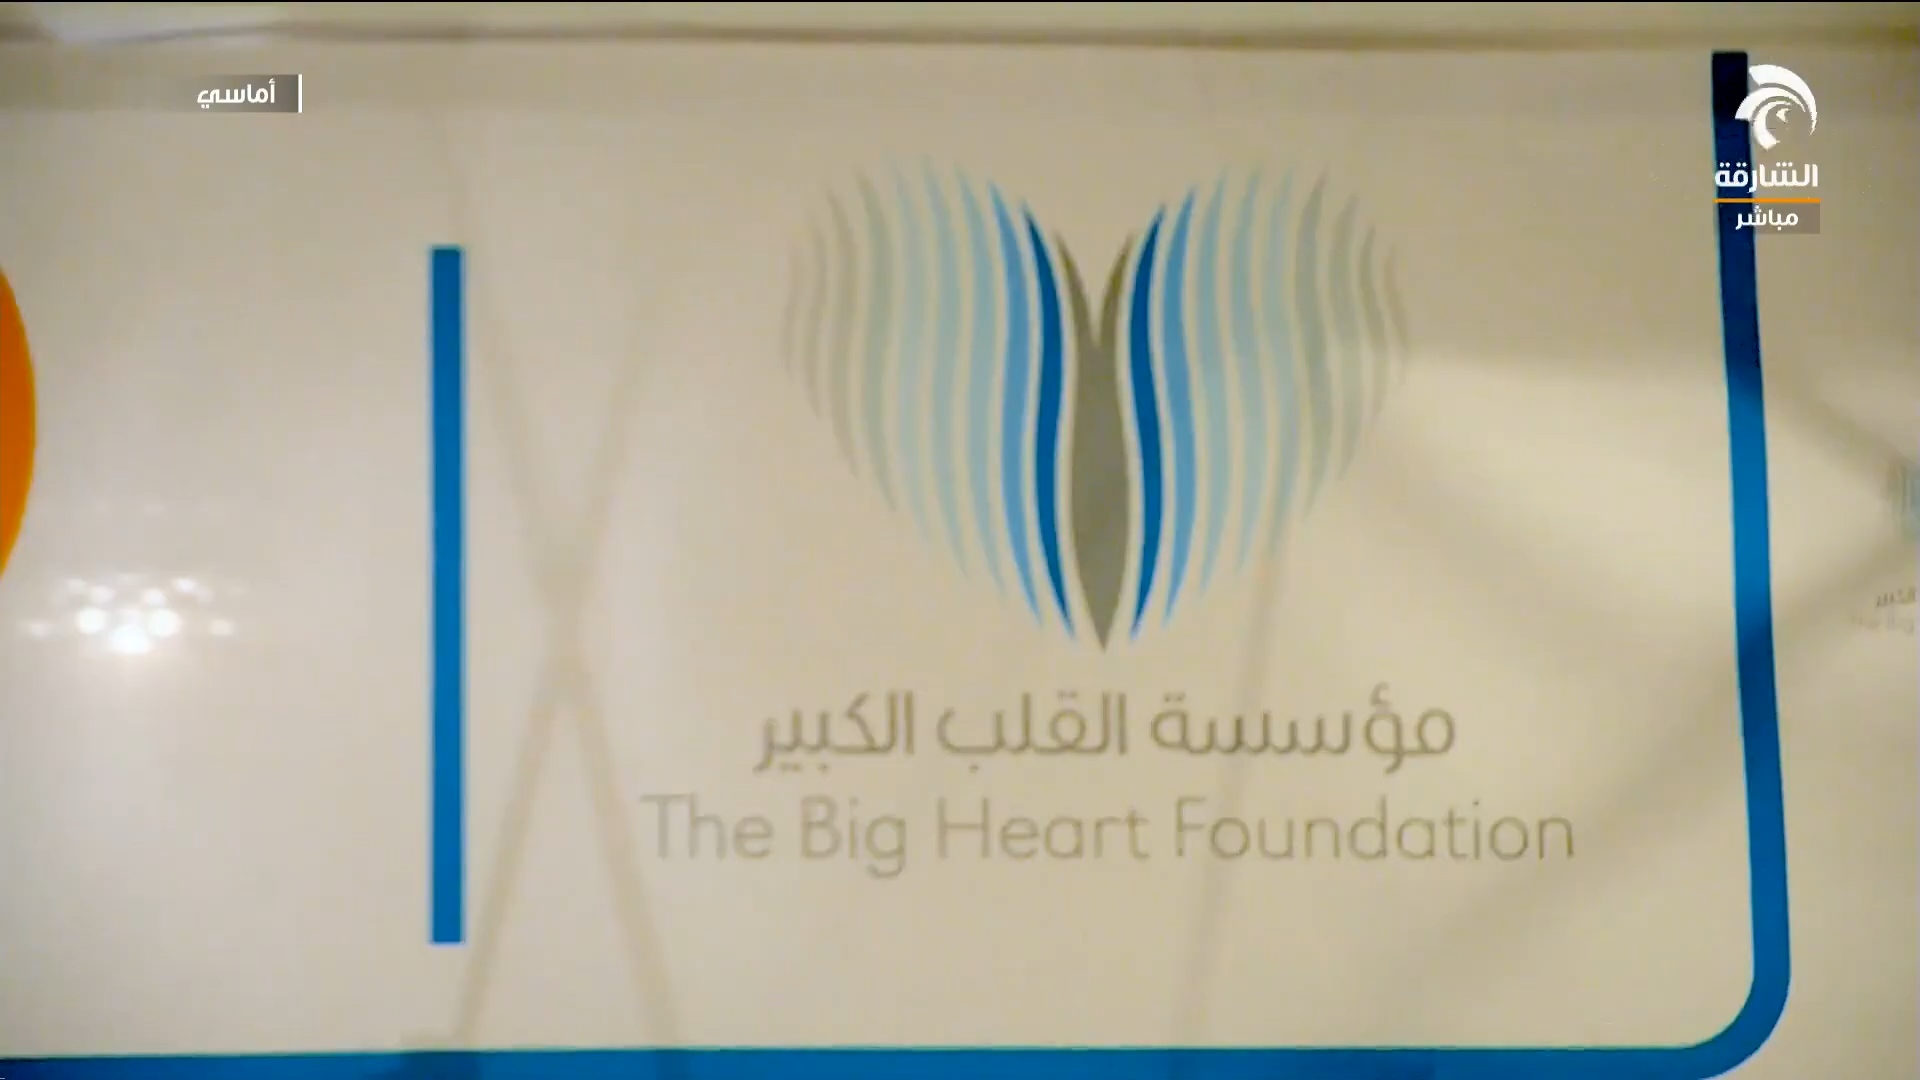 أماسي
الشارقة
مباشر
مؤسسة القلب الكبير
The Big Heart Foundation